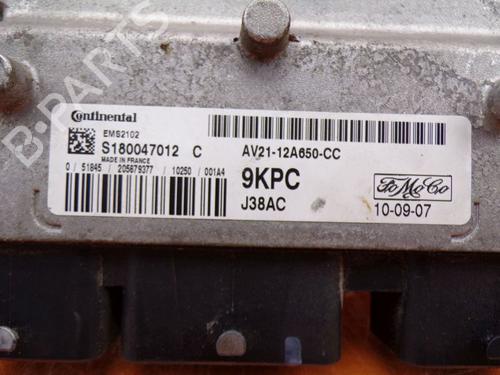 B-PARTS
Continental
EMS2102
S180047012 C
MADE IN FRANCE
0 / 51845 / 205679377 / 10250 / 001A4
AV21-12A650-CC
9KPC
J38AC
FoMoCo
10-09-07